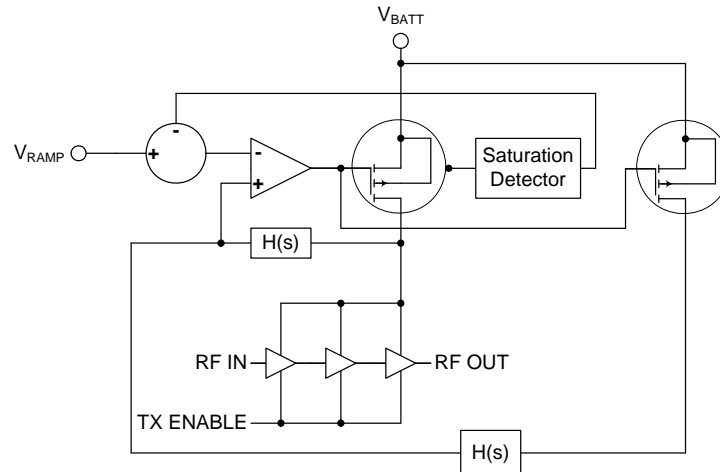 VBATT
-
VRAMP
+
-
+
Saturation
Detector
H(s)
RF IN
RF OUT
TX ENABLE
H(s)